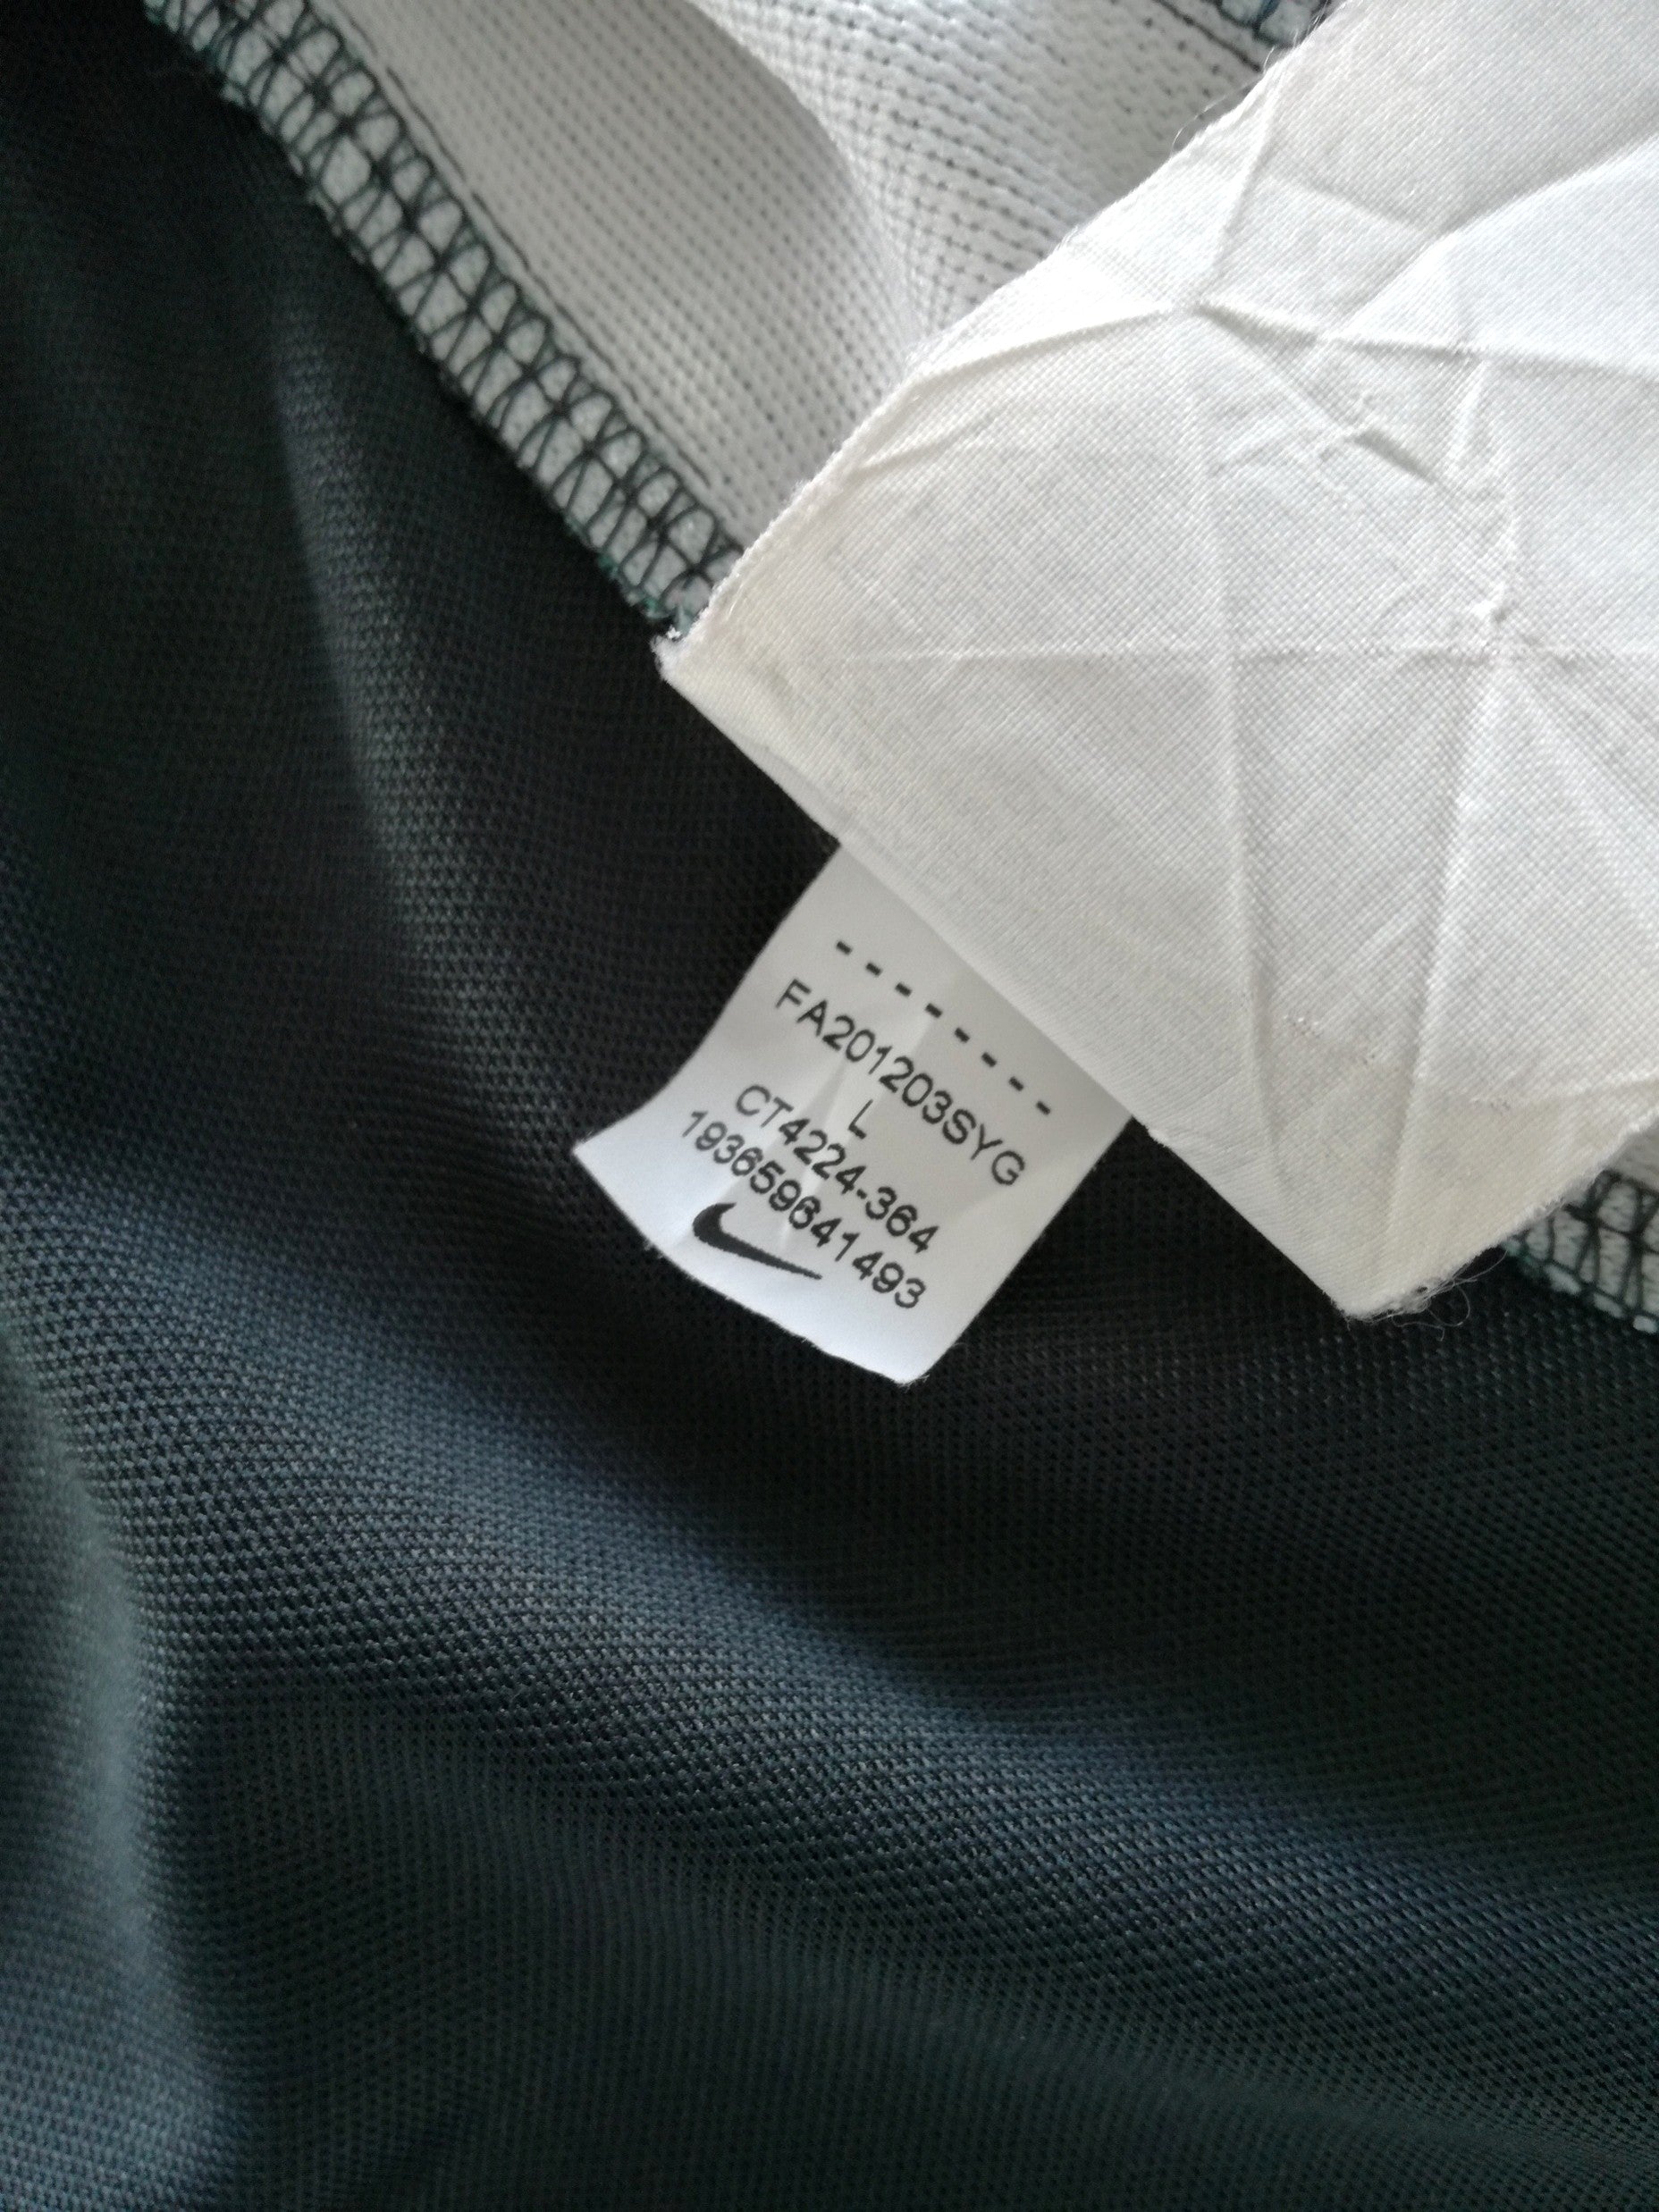 - - - - - - - -
FA201203SYG
L
CT4224-364
193659641493